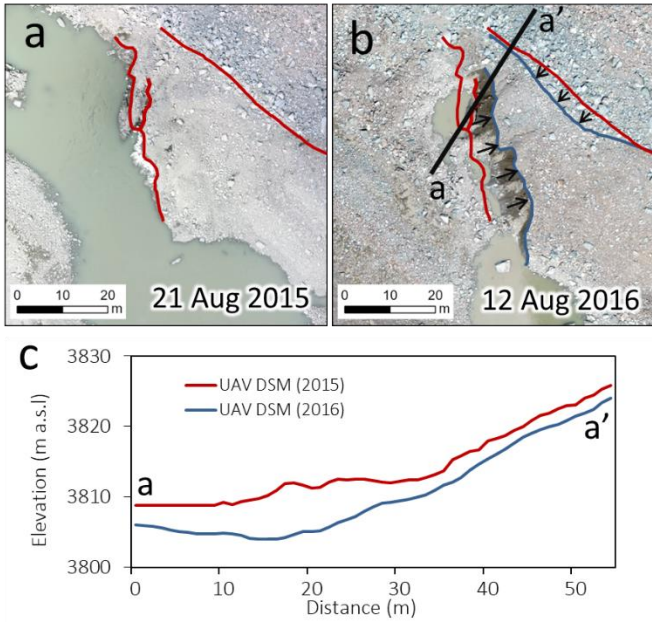 a
0 10 20
m
21 Aug 2015
b
a'
a
0 10 20
m
12 Aug 2016
c
3830
3820
3810
3800
Elevation (m a.s.l)
UAV DSM (2015)
UAV DSM (2016)
a
a'
0 10 20 30 40 50
Distance (m)